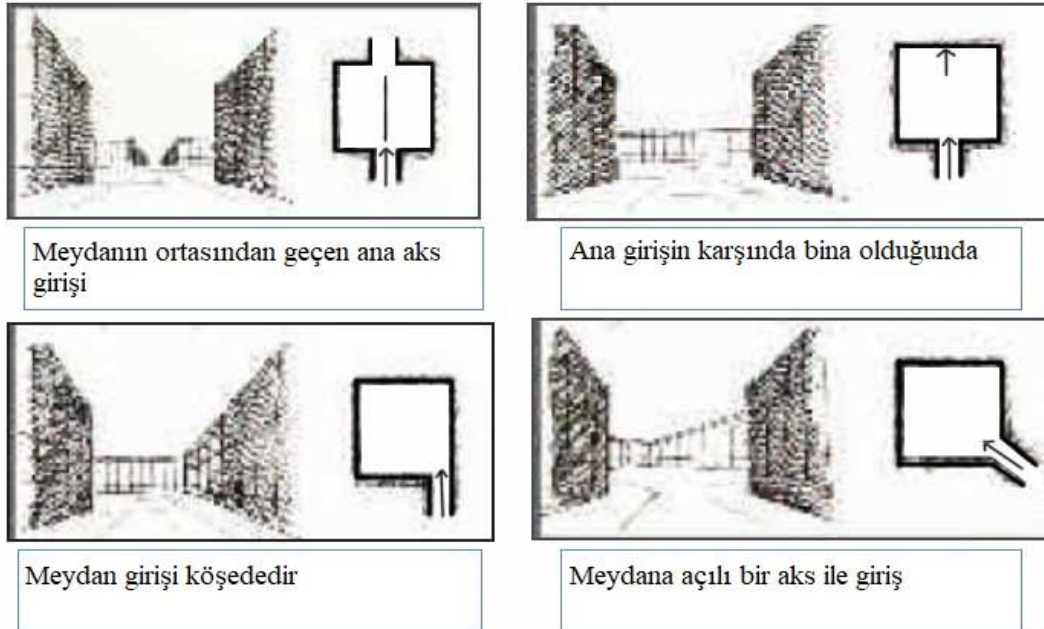 Meydanın ortasından geçen ana aks
girişi
Ana girişin karşında bina olduğunda
Meydan girişi köşededir
Meydana açılı bir aks ile giriş